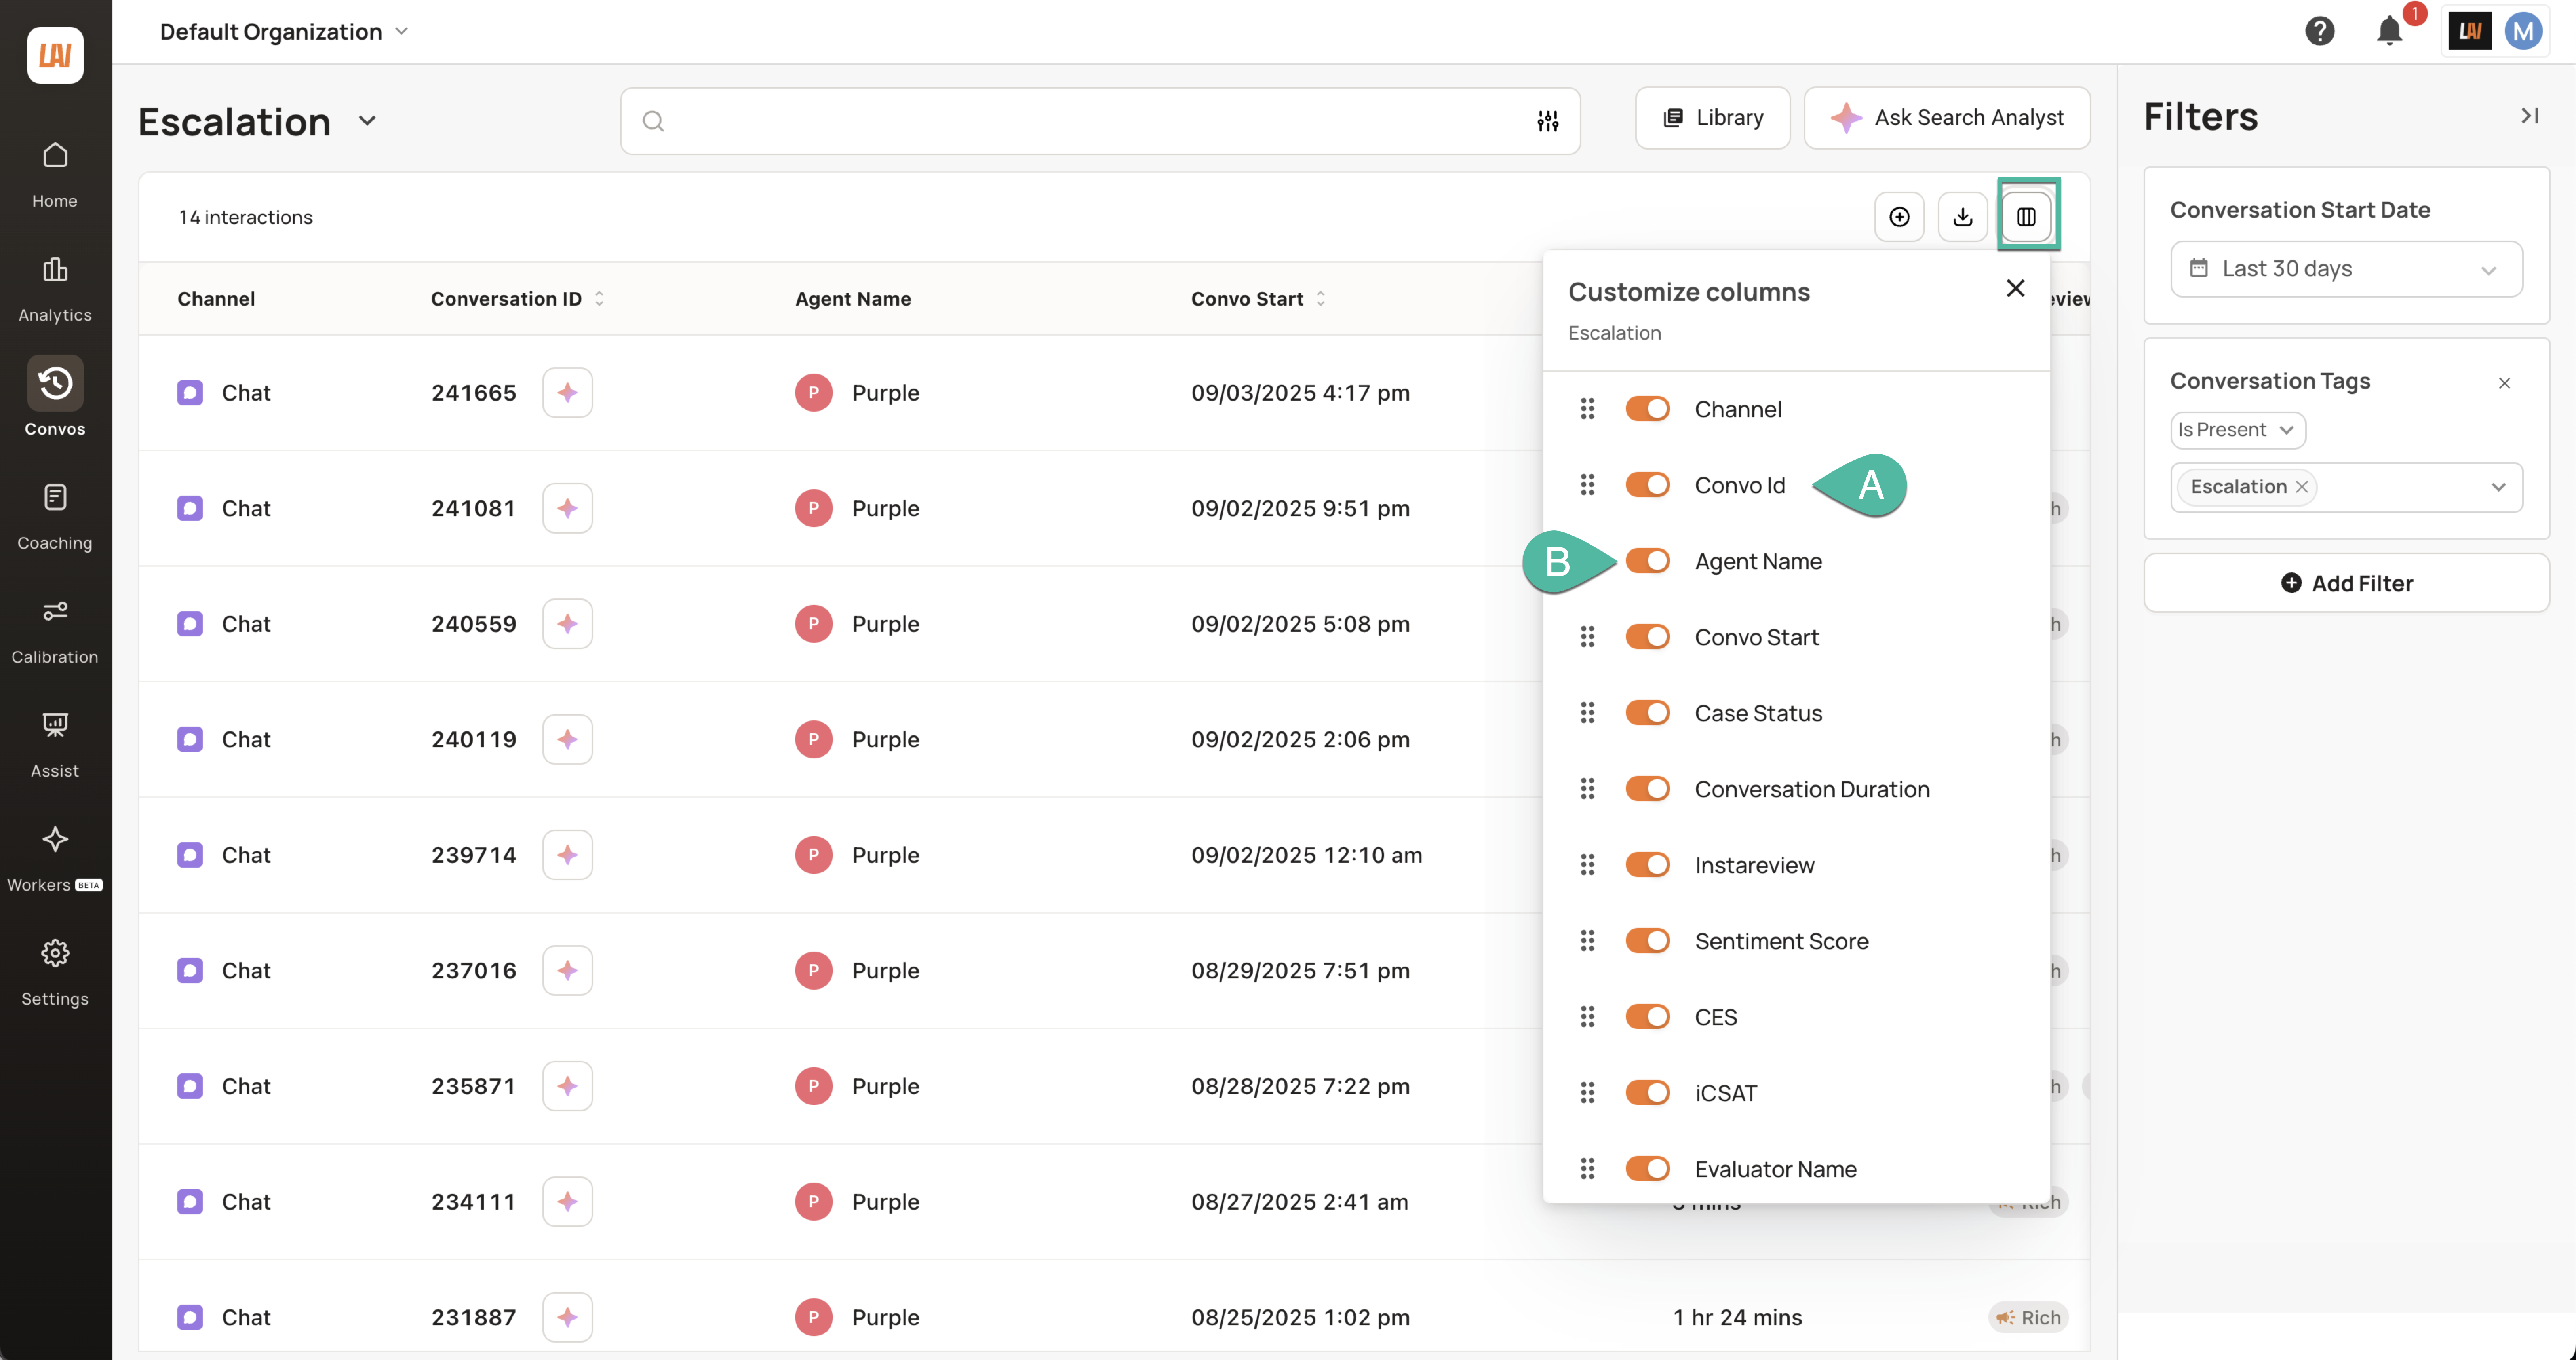 LAI
Default Organization
1
LAI
M
Home
Analytics
Convos
Coaching
Calibration
Assist
Workers BETA
Settings
Escalation
Library
Ask Search Analyst
14 interactions
Channel
Conversation ID
Agent Name
Convo Start
Chat 241665 P Purple 09/03/2025 4:17 pm
Chat 241081 P Purple 09/02/2025 9:51 pm
Chat 240559 P Purple 09/02/2025 5:08 pm
Chat 240119 P Purple 09/02/2025 2:06 pm
Chat 239714 P Purple 09/02/2025 12:10 am
Chat 237016 P Purple 08/29/2025 7:51 pm
Chat 235871 P Purple 08/28/2025 7:22 pm
Chat 234111 P Purple 08/27/2025 2:41 am
Chat 231887 P Purple 08/25/2025 1:02 pm 1 hr 24 mins Rich
Customize columns
Escalation
Channel
Convo Id
A
B
Agent Name
Convo Start
Case Status
Conversation Duration
Instareview
Sentiment Score
CES
iCSAT
Evaluator Name
Filters
Conversation Start Date
Last 30 days
Conversation Tags
Is Present
Escalation
Add Filter